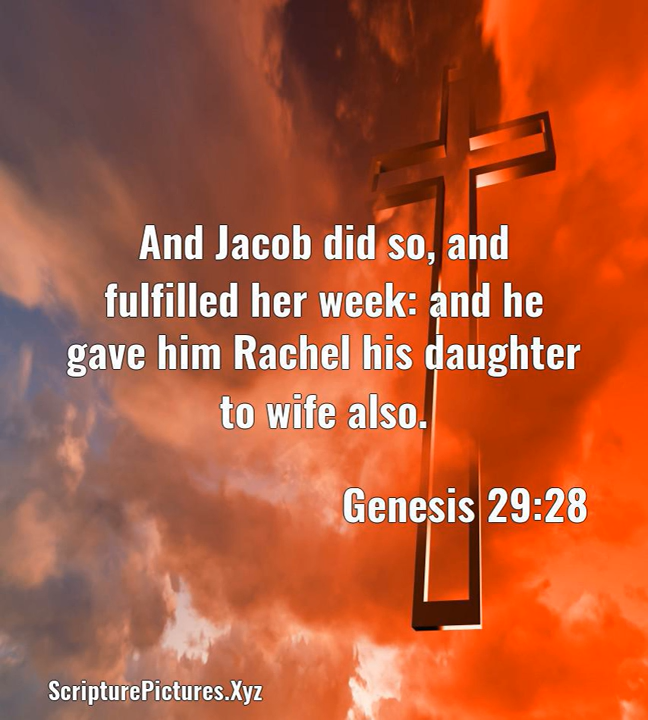 And Jacob did so, and
fulfilled her week: and he
gave him Rachel his daughter
to wife also.
Genesis 29:28
ScripturePictures.Xyz